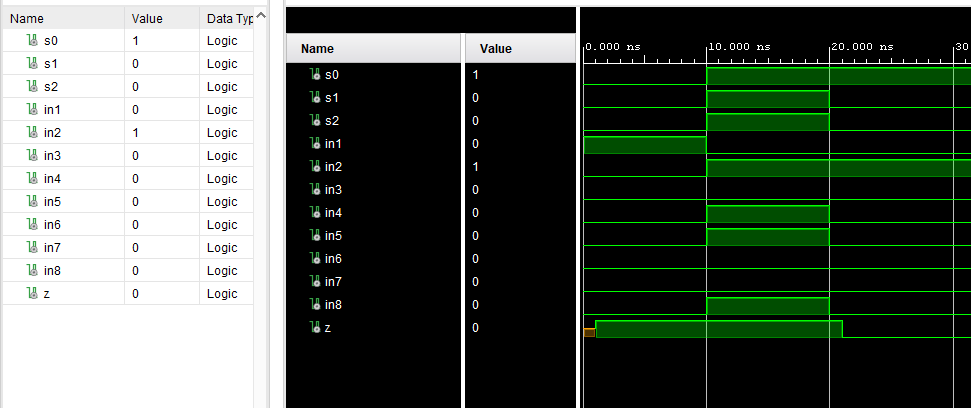 Name Value Data Typ
s0 1 Logic
s1 0 Logic
s2 0 Logic
in1 0 Logic
in2 1 Logic
in3 0 Logic
in4 0 Logic
in5 0 Logic
in6 0 Logic
in7 0 Logic
in8 0 Logic
z 0 Logic
Name Value
0.000 ns 10.000 ns 20.000 ns 30
s0 1
s1 0
s2 0
in1 0
in2 1
in3 0
in4 0
in5 0
in6 0
in7 0
in8 0
z 0